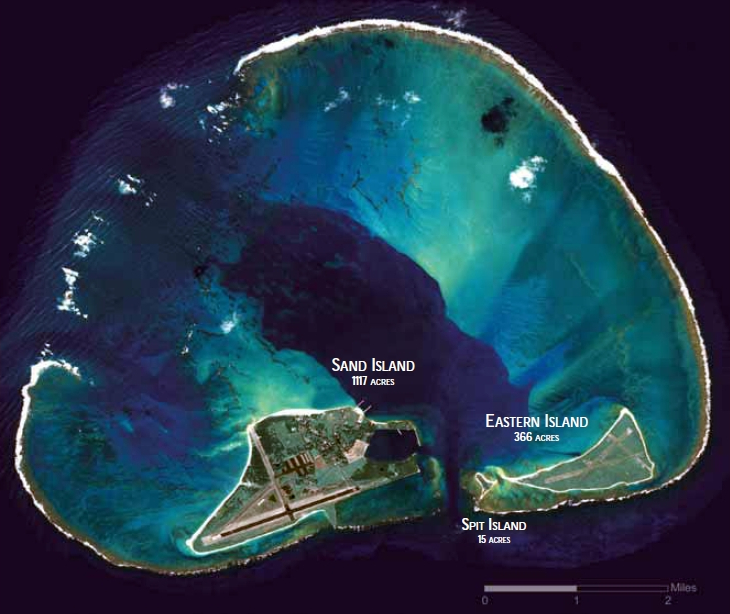 SAND ISLAND
1117 ACRES
EASTERN ISLAND
366 ACRES
SPIT ISLAND
15 ACRES
Miles
0 1 2